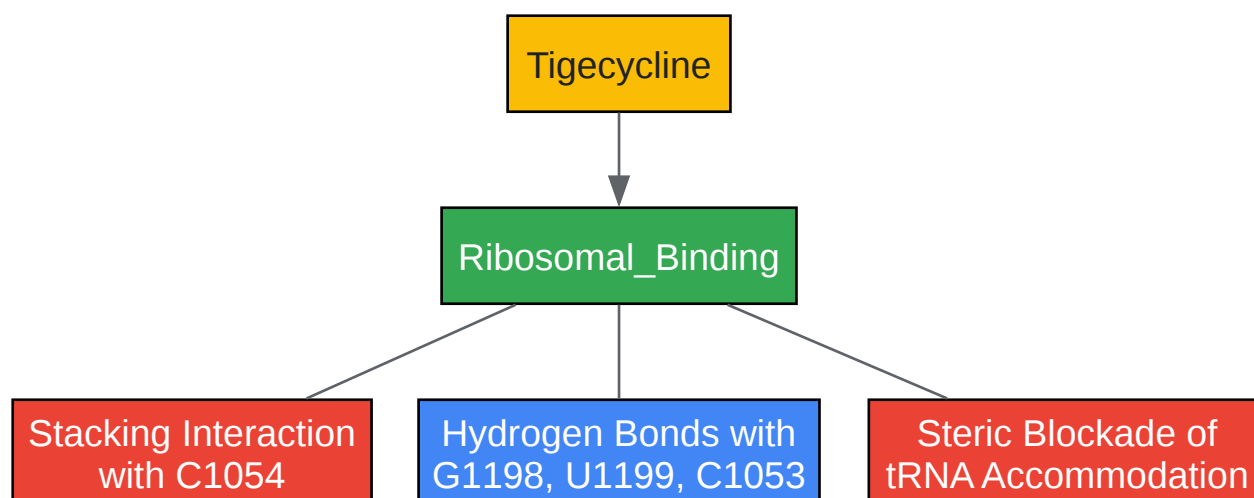 Tigecycline
Ribosomal_Binding
Stacking Interaction
with C1054
Hydrogen Bonds with
G1198, U1199, C1053
Steric Blockade of
tRNA Accommodation